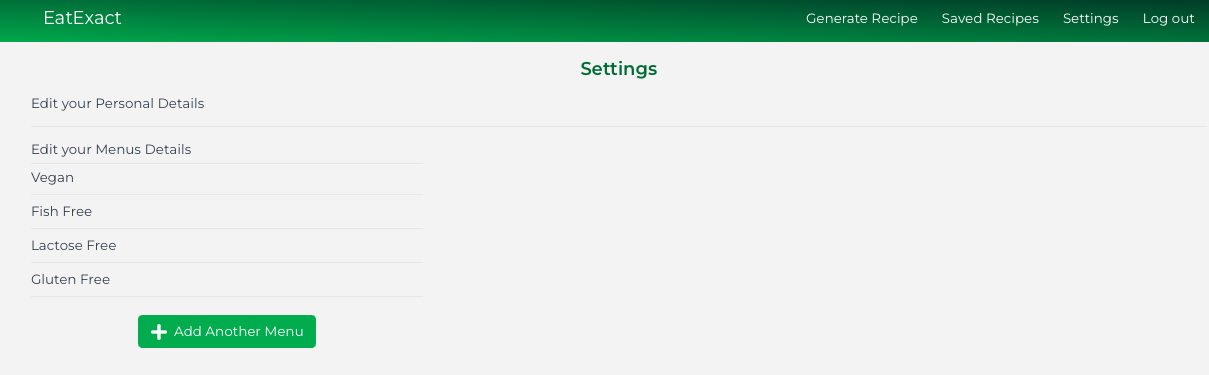 EatExact
Generate Recipe Saved Recipes Settings Log out
Settings
Edit your Personal Details
Edit your Menus Details
Vegan
Fish Free
Lactose Free
Gluten Free
Add Another Menu